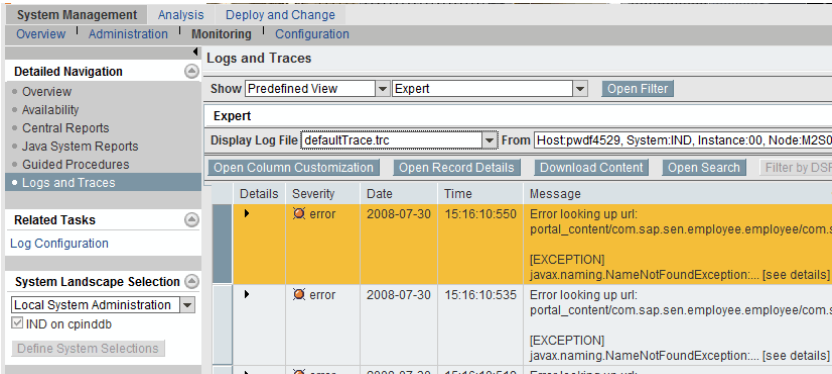 System Management Analysis Deploy and Change
Overview Administration Monitoring Configuration
Detailed Navigation
Overview
Availability
Central Reports
Java System Reports
Guided Procedures
Logs and Traces
Related Tasks
Log Configuration
System Landscape Selection
Local System Administration
IND on cpinddb
Define System Selections
Logs and Traces
Show Predefined View Expert Open Filter
Expert
Display Log File defaultTrace.trc From Host:pwdf4529, System:IND, Instance:00, Node:M2S0
Open Column Customization Open Record Details Download Content Open Search Filter by DSR
Details Severity Date Time Message
error 2008-07-30 15:16:10:550 Error looking up url:
portal_content/com.sap.sen.employee.employee/com.s
[EXCEPTION]
javax.naming.NameNotFoundException:... [see details]
error 2008-07-30 15:16:10:535 Error looking up url:
portal_content/com.sap.sen.employee.employee/com.s
[EXCEPTION]
javax.naming.NameNotFoundException:... [see details]